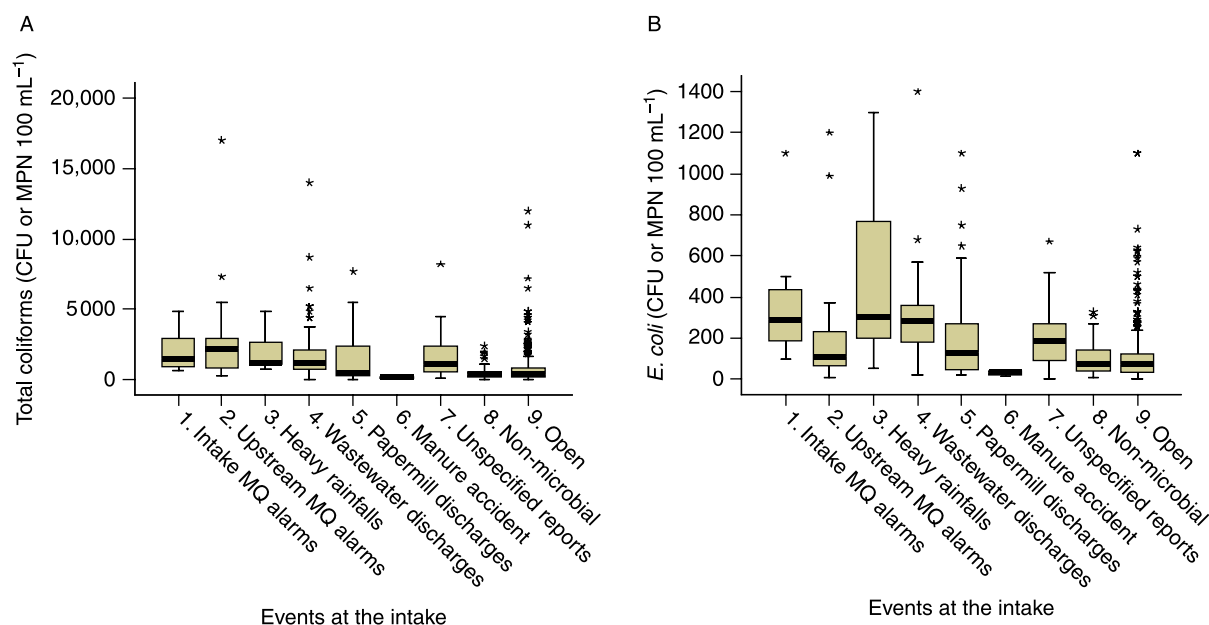 A
Total coliforms (CFU or MPN 100 mL−1)
20,000
15,000
10.000
5000
0
1. Intake MQ alarms
2. Upstream MQ alarms
3. Heavy rainfalls
4. Wastewater discharges
5. Papermill discharges
6. Manure accident
7. Unspecified reports
8. Non-microbial
9. Open
Events at the intake
B
E. coli (CFU or MPN 100 mL−1)
1400
1200
1000
800
600
400
200
0
1. Intake MQ alarms
2. Upstream MQ alarms
3. Heavy rainfalls
4. Wastewater discharges
5. Papermill discharges
6. Manure accident
7. Unspecified reports
8. Non-microbial
9. Open
Events at the intake